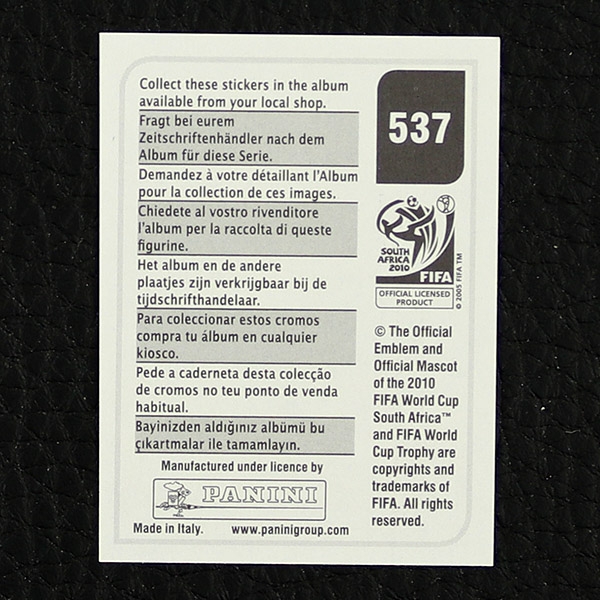 Collect these stickers in the album
available from your local shop.
Fragt bei eurem
Zeitschriftenhändler nach dem
Album für diese Serie.
Demandez à votre détaillant l'Album
pour la collection de ces images.
Chiedete al vostro rivenditore
l'album per la raccolta di queste
figurine.
Het album en de andere
plaatjes zijn verkrijgbaar bij de
tijdschrifthandelaar.
Para coleccionar estos cromos
compra tu álbum en cualquier
kiosco.
Pede a caderneta desta colecção
de cromos no teu ponto de venda
habitual.
Bayinizden aldığınız albümü bu
çıkartmalar ile tamamlayın.
Manufactured under licence by
PANINI
Made in Italy. www.paninigroup.com
537
SOUTH
AFRICA
2010
FIFA
© 2005 FIFA TM
OFFICIAL LICENSED
PRODUCT
© The Official
Emblem and
Official Mascot
of the 2010
FIFA World Cup
South Africa™
and FIFA World
Cup Trophy are
copyrights and
trademarks of
FIFA. All rights
reserved.